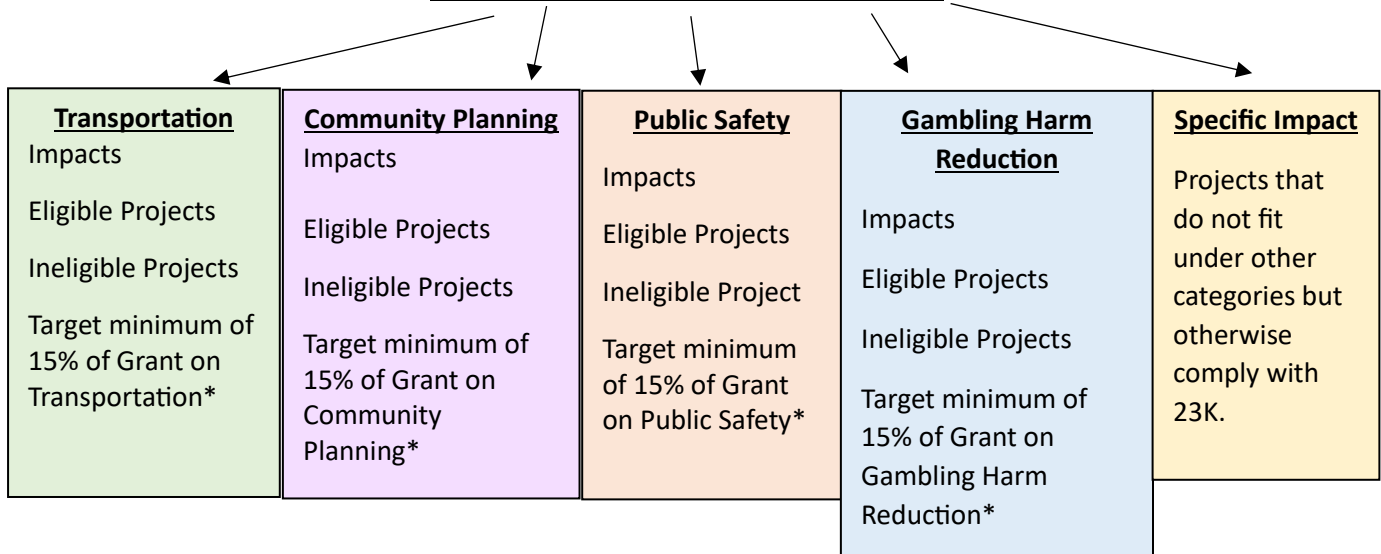 Transportation
Impacts
Eligible Projects
Ineligible Projects
Target minimum of
15% of Grant on
Transportation*
Community Planning
Impacts
Eligible Projects
Ineligible Projects
Target minimum of
15% of Grant on
Community
Planning*
Public Safety
Impacts
Eligible Projects
Ineligible Project
Target minimum
of 15% of Grant
on Public Safety*
Gambling Harm
Reduction
Impacts
Eligible Projects
Ineligible Projects
Target minimum of
15% of Grant on
Gambling Harm
Reduction*
Specific Impact
Projects that
do not fit
under other
categories but
otherwise
comply with
23K.